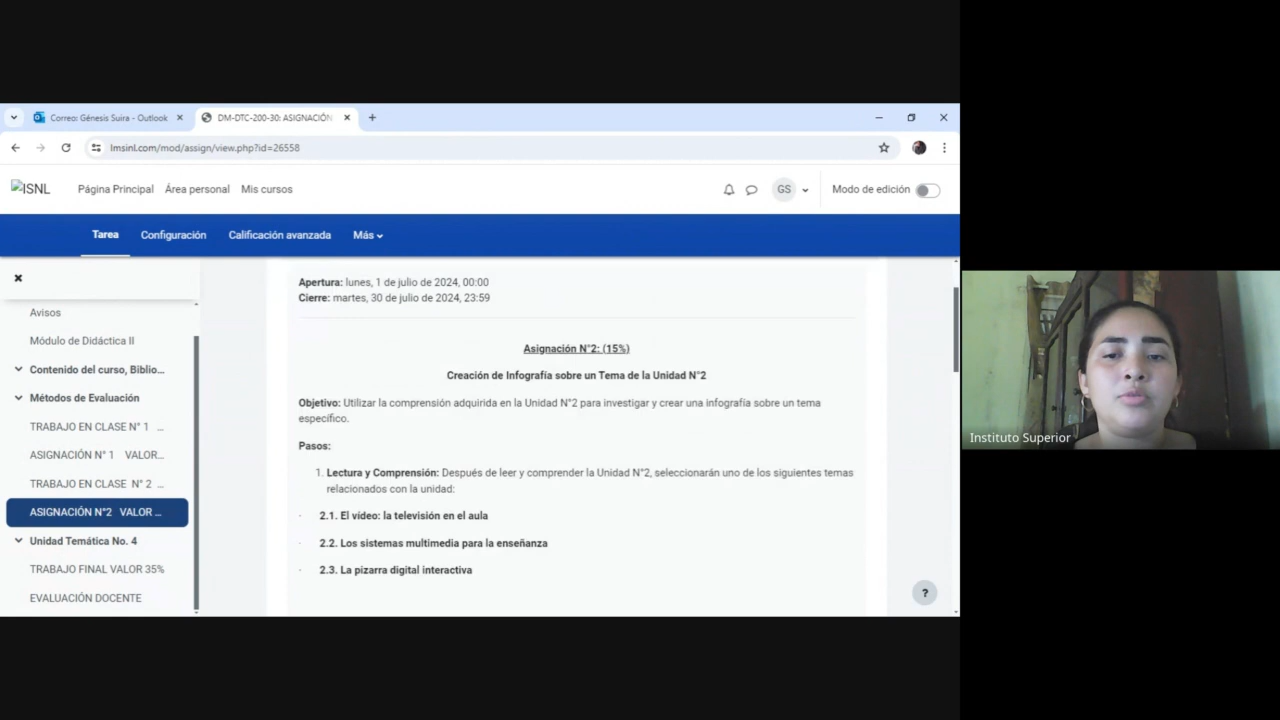 Correo: Génesis Suira - Outlook
DM-DTC-200-30: ASIGNACIÓN
lmsinl.com/mod/assign/view.php?id=26558
ISNL
Página Principal Área personal Mis cursos
GS
Modo de edición
Tarea Configuración Calificación avanzada Más
Avisos
Módulo de Didáctica II
Contenido del curso, Biblio...
Métodos de Evaluación
TRABAJO EN CLASE N° 1 ...
ASIGNACIÓN N° 1 VALOR...
TRABAJO EN CLASE N° 2 ...
ASIGNACIÓN N°2 VALOR ...
Unidad Temática No. 4
TRABAJO FINAL VALOR 35%
EVALUACIÓN DOCENTE
Apertura: lunes, 1 de julio de 2024, 00:00
Cierre: martes, 30 de julio de 2024, 23:59
Asignación N°2: (15%)
Creación de Infografía sobre un Tema de la Unidad N°2
Objetivo: Utilizar la comprensión adquirida en la Unidad N°2 para investigar y crear una infografía sobre un tema
específico.
Pasos:
1. Lectura y Comprensión: Después de leer y comprender la Unidad N°2, seleccionarán uno de los siguientes temas
relacionados con la unidad:
· 2.1. El vídeo: la televisión en el aula
· 2.2. Los sistemas multimedia para la enseñanza
· 2.3. La pizarra digital interactiva
?
Instituto Superior